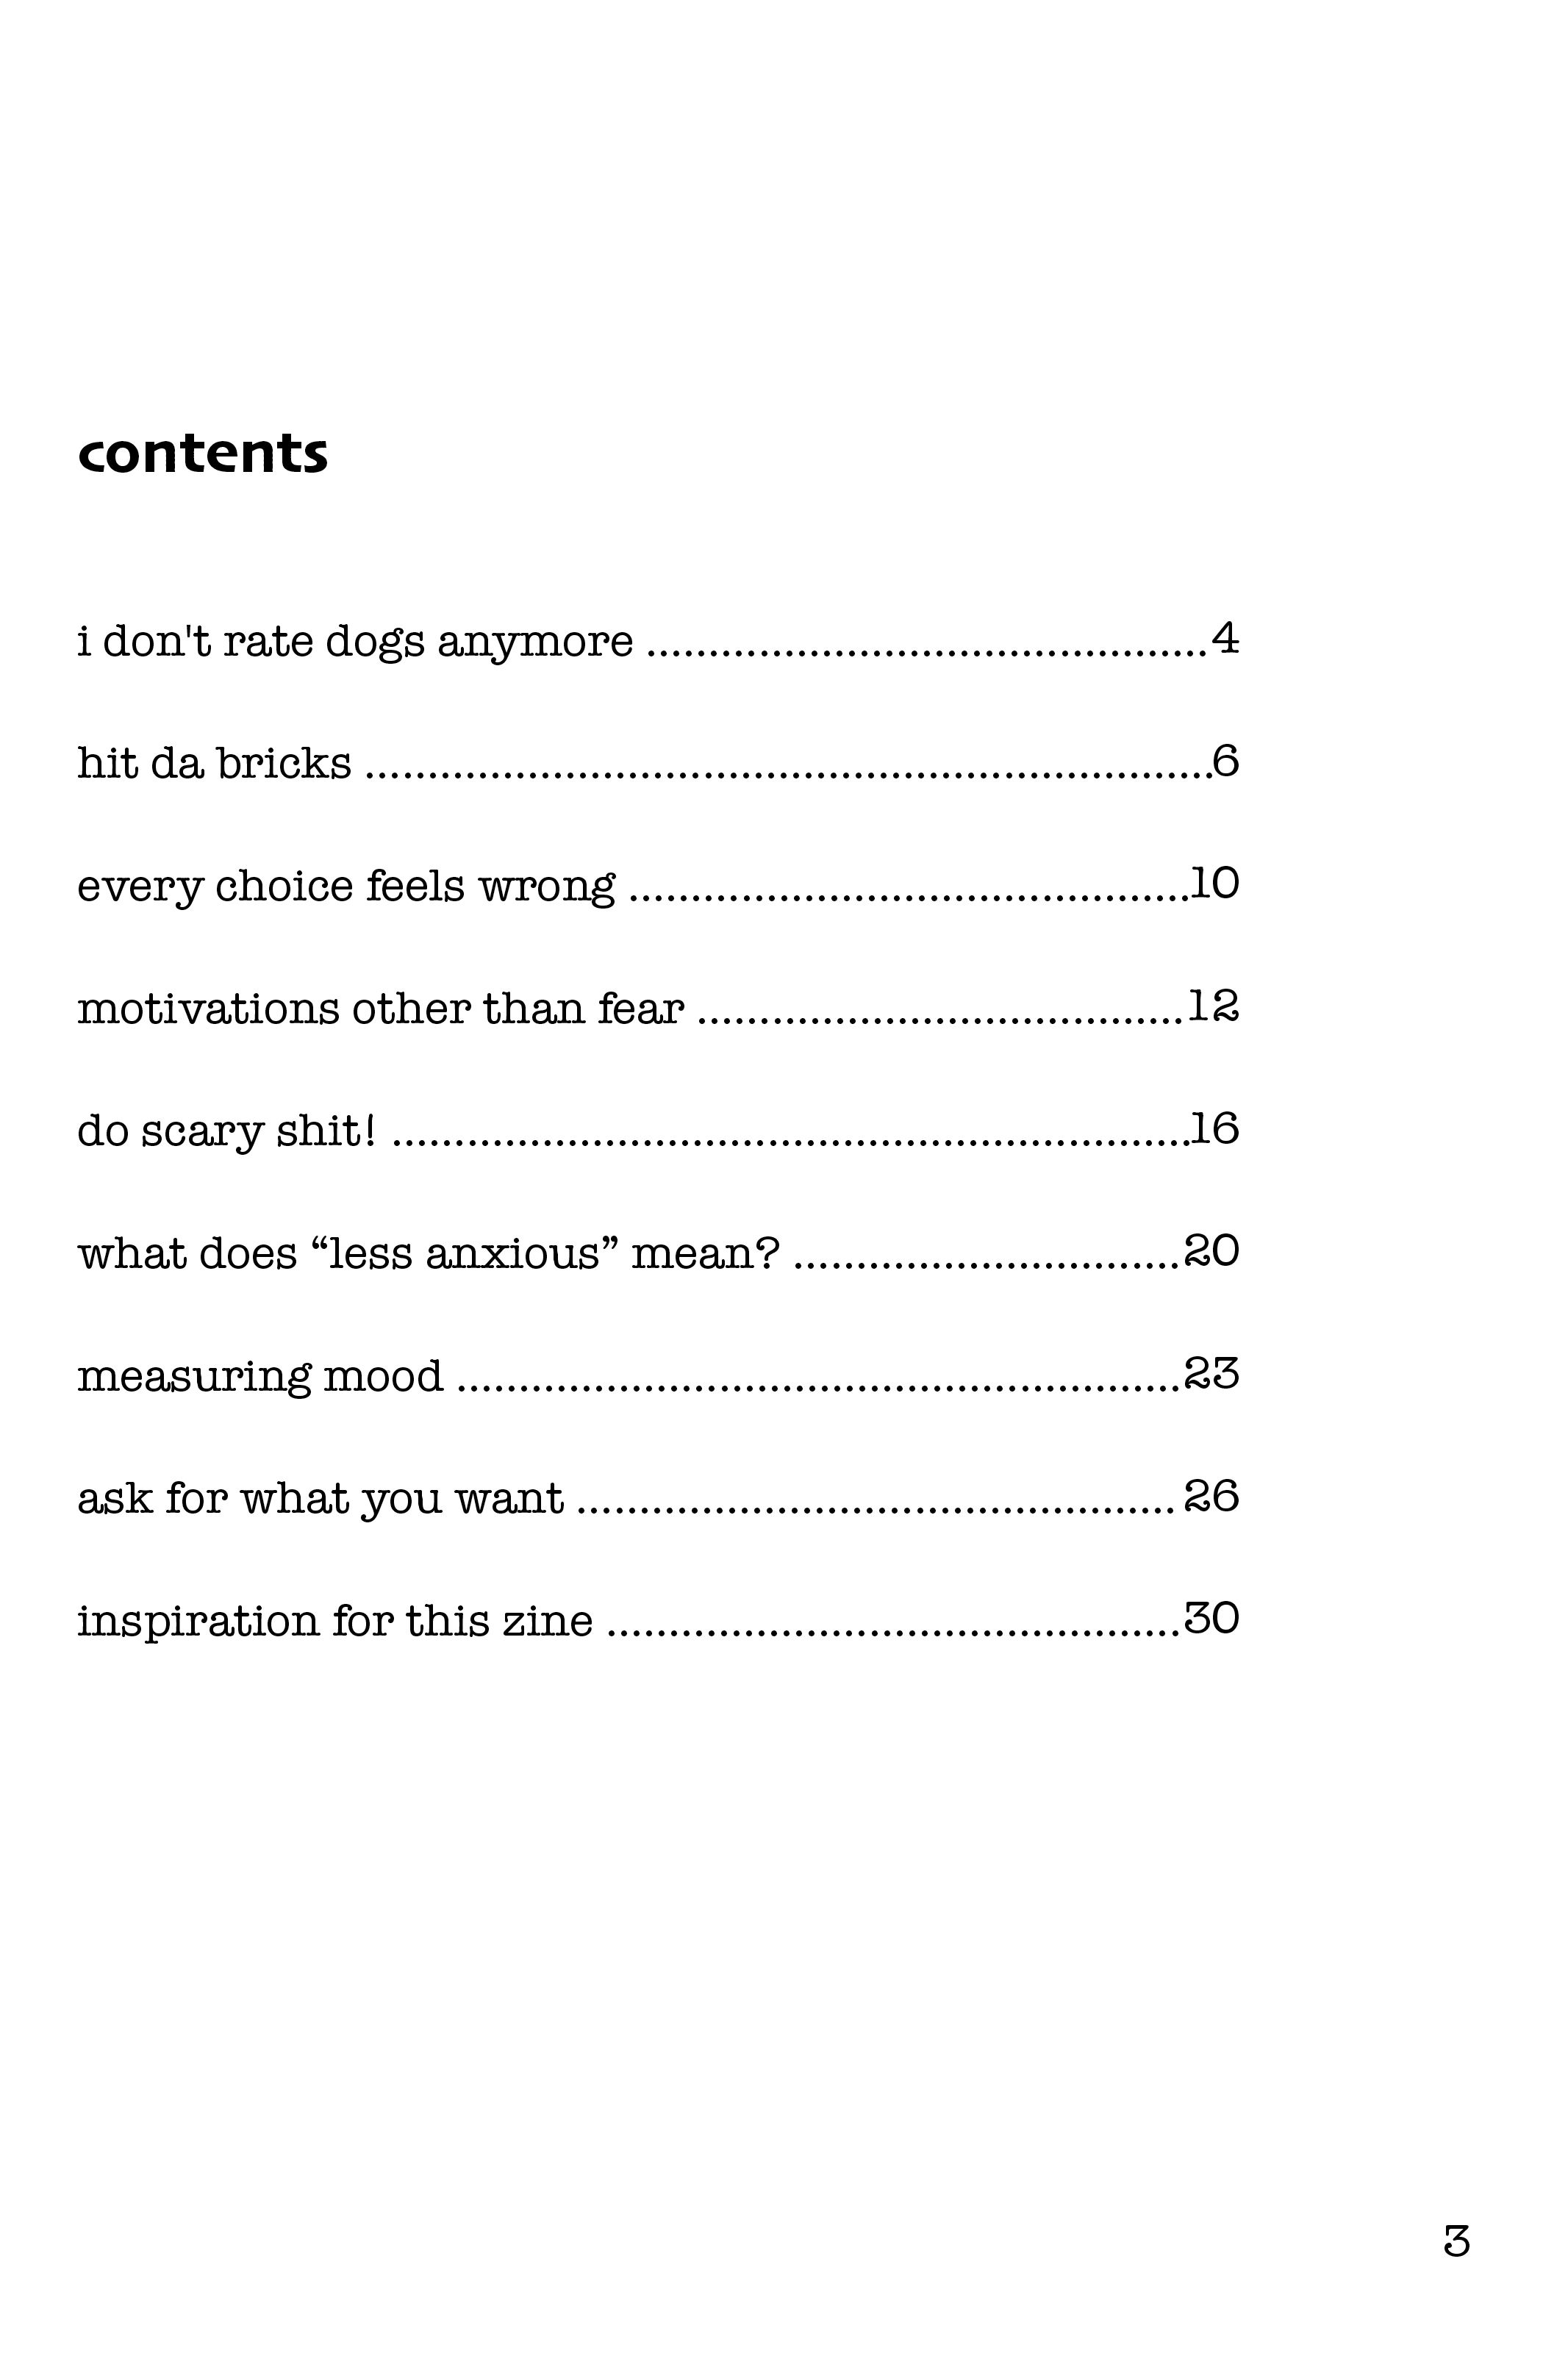 contents
i don't rate dogs anymore ............................................4
hit da bricks ....................................................................6
every choice feels wrong .............................................10
motivations other than fear .......................................12
do scary shit! ................................................................16
what does “less anxious” mean? ...............................20
measuring mood ..........................................................23
ask for what you want ................................................ 26
inspiration for this zine ..............................................30
3